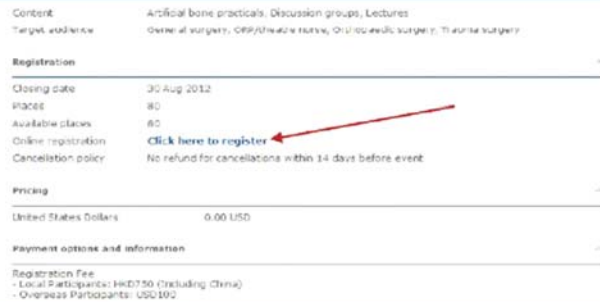 Content Artificial bone practicals, Discussion groups, Lectures
Target audience General surgery, ORP/theatre nurse, Orthopaedic surgery, Trauma surgery
Registration
Closing date 30 Aug 2012
Places 80
Available places 80
Online registration Click here to register
Cancellation policy No refund for cancellations within 14 days before event
Pricing
United States Dollars 0.00 USD
Payment options and information
Registration Fee
- Local Participants: HKD750 (Including China)
- Overseas Participants: USD100